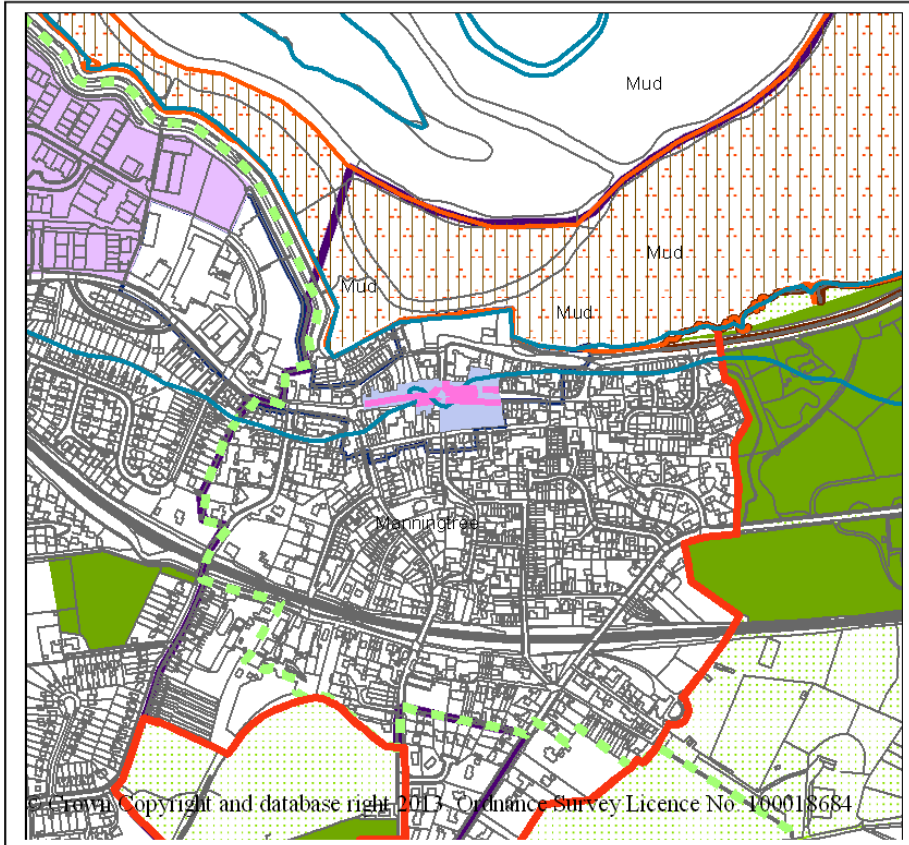 Mud
Mud
Mud
Mud
Manningtree
© Crown Copyright and database right 2013. Ordnance Survey Licence No. 100018684